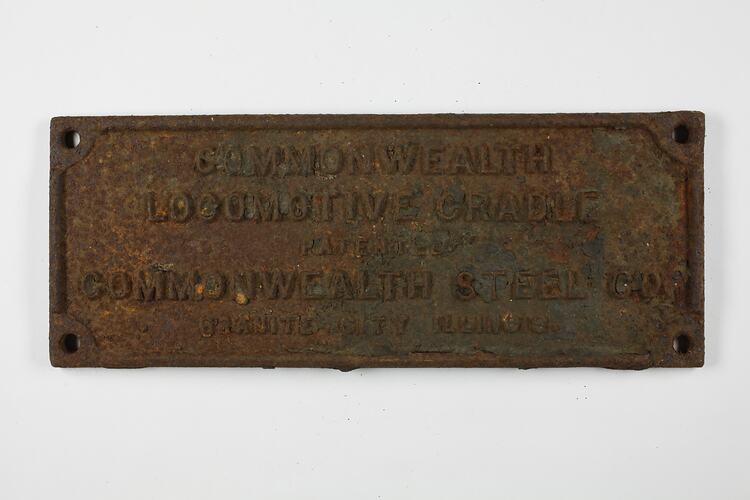 COMMONWEALTH
LOCOMOTIVE CRADLE
PATENTED
COMMONWEALTH STEEL CO.
GRANITE CITY ILLINOIS.